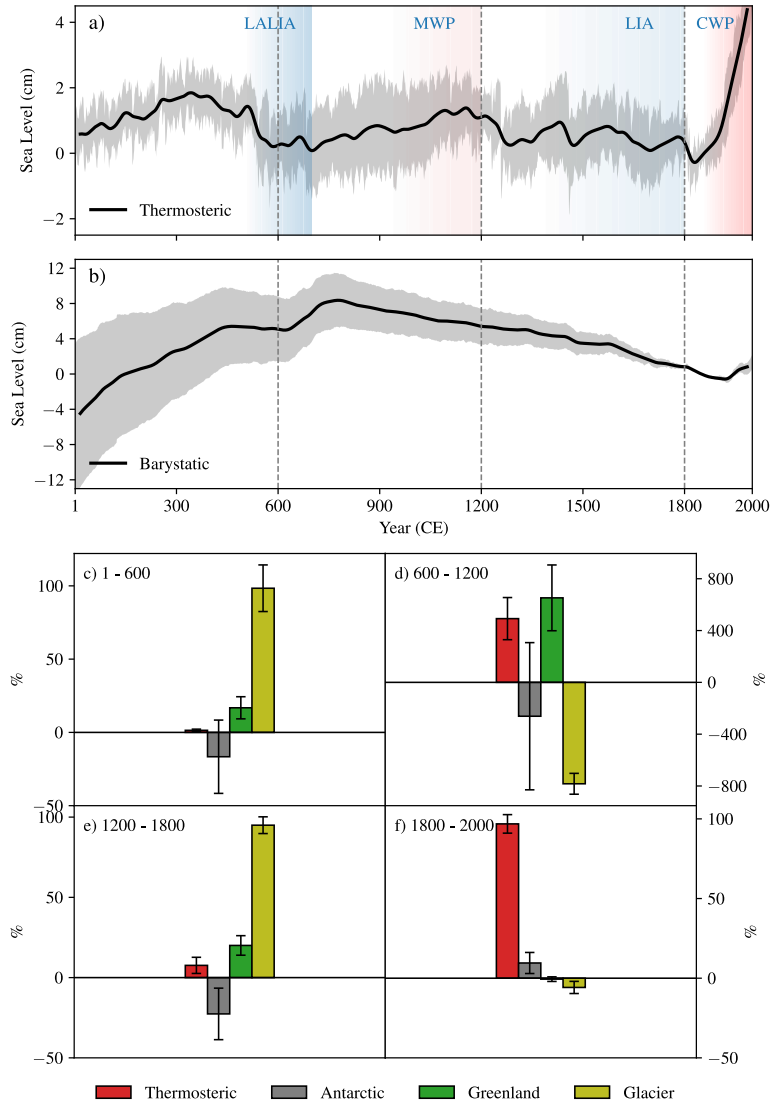 a)
LALIA
MWP
LIA
CWP
4
2
0
−2
Sea Level (cm)
Thermosteric
b)
12
8
4
0
−4
−8
−12
Sea Level (cm)
Barystatic
1
300
600
900
1200
1500
1800
2000
Year (CE)
c) 1 - 600
100
50
0
−50
%
d) 600 - 1200
800
400
0
−400
−800
%
e) 1200 - 1800
100
50
0
−50
%
f) 1800 - 2000
100
50
0
−50
%
Thermosteric
Antarctic
Greenland
Glacier